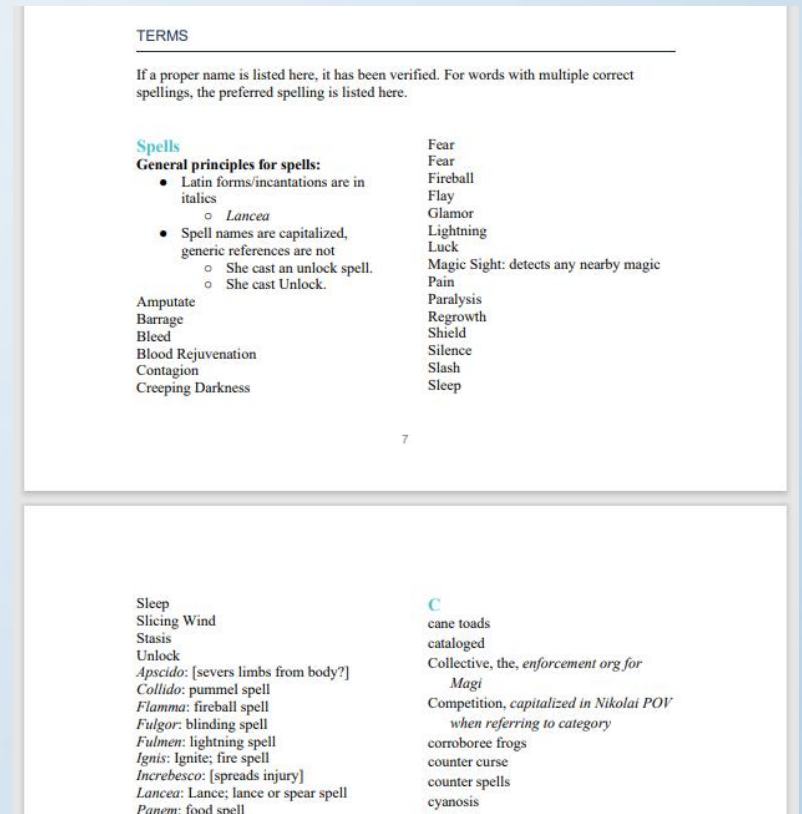 TERMS
If a proper name is listed here, it has been verified. For words with multiple correct
spellings, the preferred spelling is listed here.
Spells
General principles for spells:
● Latin forms/incantations are in
italics
○ Lancea
● Spell names are capitalized,
generic references are not
○ She cast an unlock spell.
○ She cast Unlock.
Amputate
Barrage
Bleed
Blood Rejuvenation
Contagion
Creeping Darkness
Fear
Fear
Fireball
Flay
Glamor
Lightning
Luck
Magic Sight: detects any nearby magic
Pain
Paralysis
Regrowth
Shield
Silence
Slash
Sleep
7
Sleep
Slicing Wind
Stasis
Unlock
Apscido: [severs limbs from body?]
Collido: pummel spell
Flamma: fireball spell
Fulgor: blinding spell
Fulmen: lightning spell
Ignis: Ignite; fire spell
Increbesco: [spreads injury]
Lancea: Lance; lance or spear spell
Panem: food spell
C
cane toads
cataloged
Collective, the, enforcement org for
Magi
Competition, capitalized in Nikolai POV
when referring to category
corroboree frogs
counter curse
counter spells
cyanosis